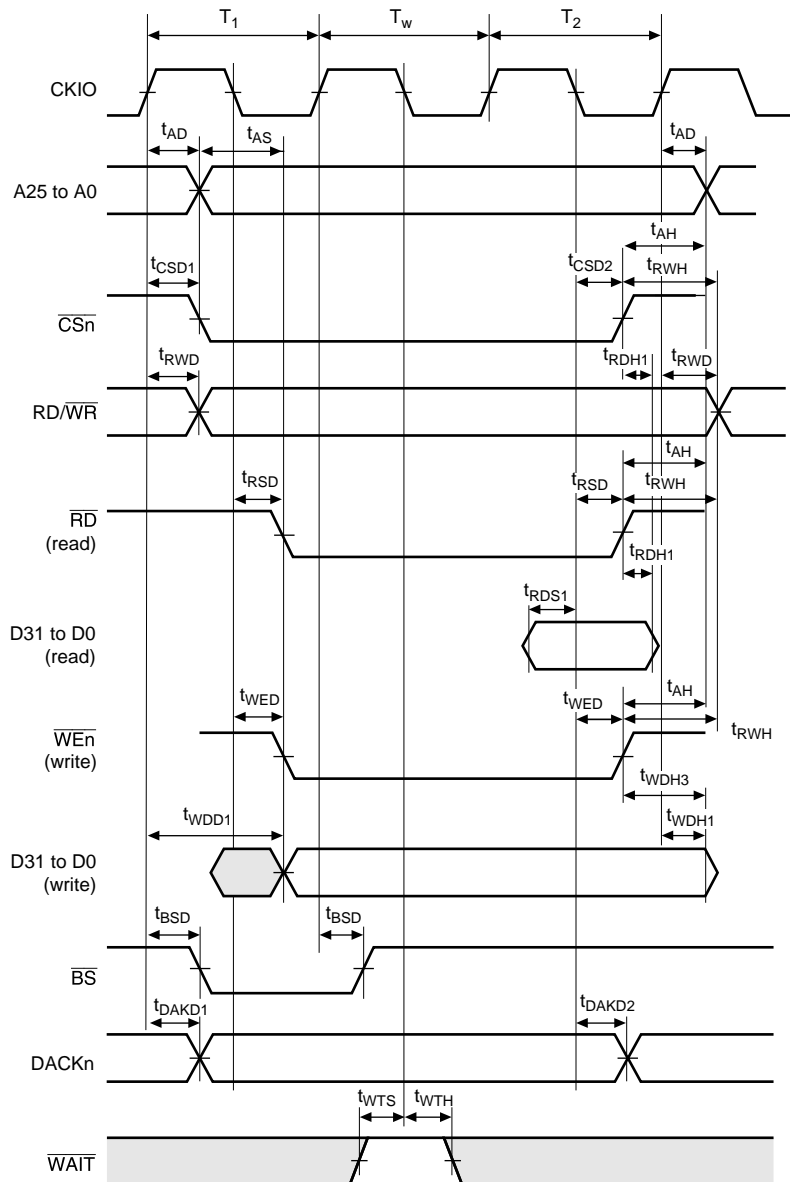 T1 Tw T2
CKIO
tAD tAS tAD
A25 to A0
tAH
tCSD1 tCSD2 tRWH
CSn
tRWD tRDH1 tRWD
RD/WR
tAH
tRSD tRSD tRWH
RD
(read)
tRDH1
tRDS1
D31 to D0
(read)
tAH
tWED tWED
tRWH
WEn
(write)
tWDH3
tWDD1 tWDH1
D31 to D0
(write)
tBSD tBSD
BS
tDAKD1 tDAKD2
DACKn
tWTS tWTH
WAIT